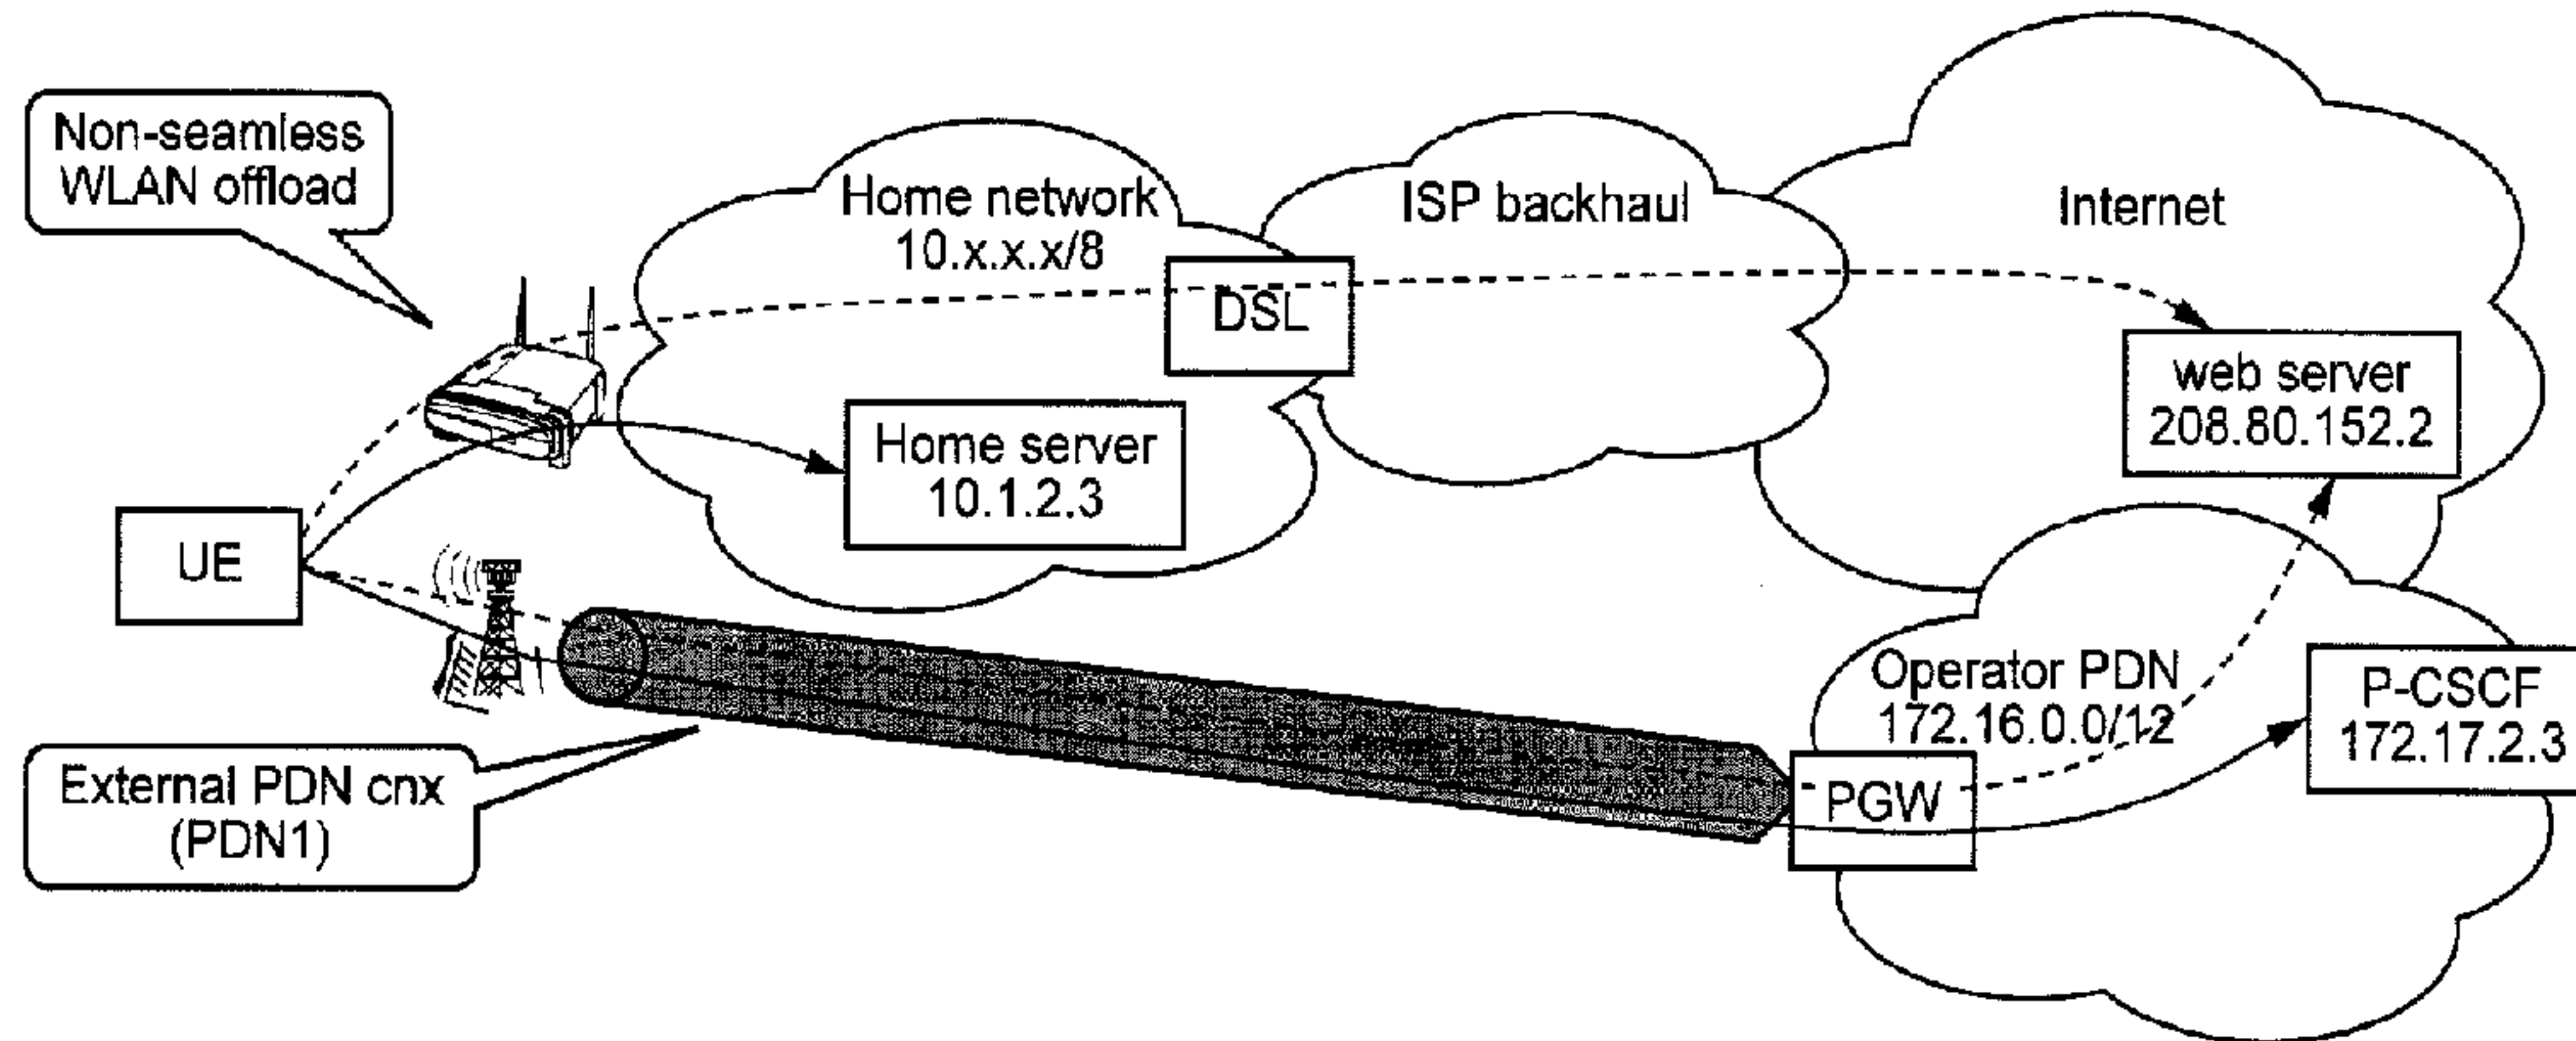 Non-seamless
WLAN offload
Home network
10.x.x.x/8
ISP backhaul
Internet
DSL
web server
208.80.152.2
Home server
10.1.2.3
UE
Operator PDN
172.16.0.0/12
P-CSCF
172.17.2.3
External PDN cnx
(PDN1)
PGW